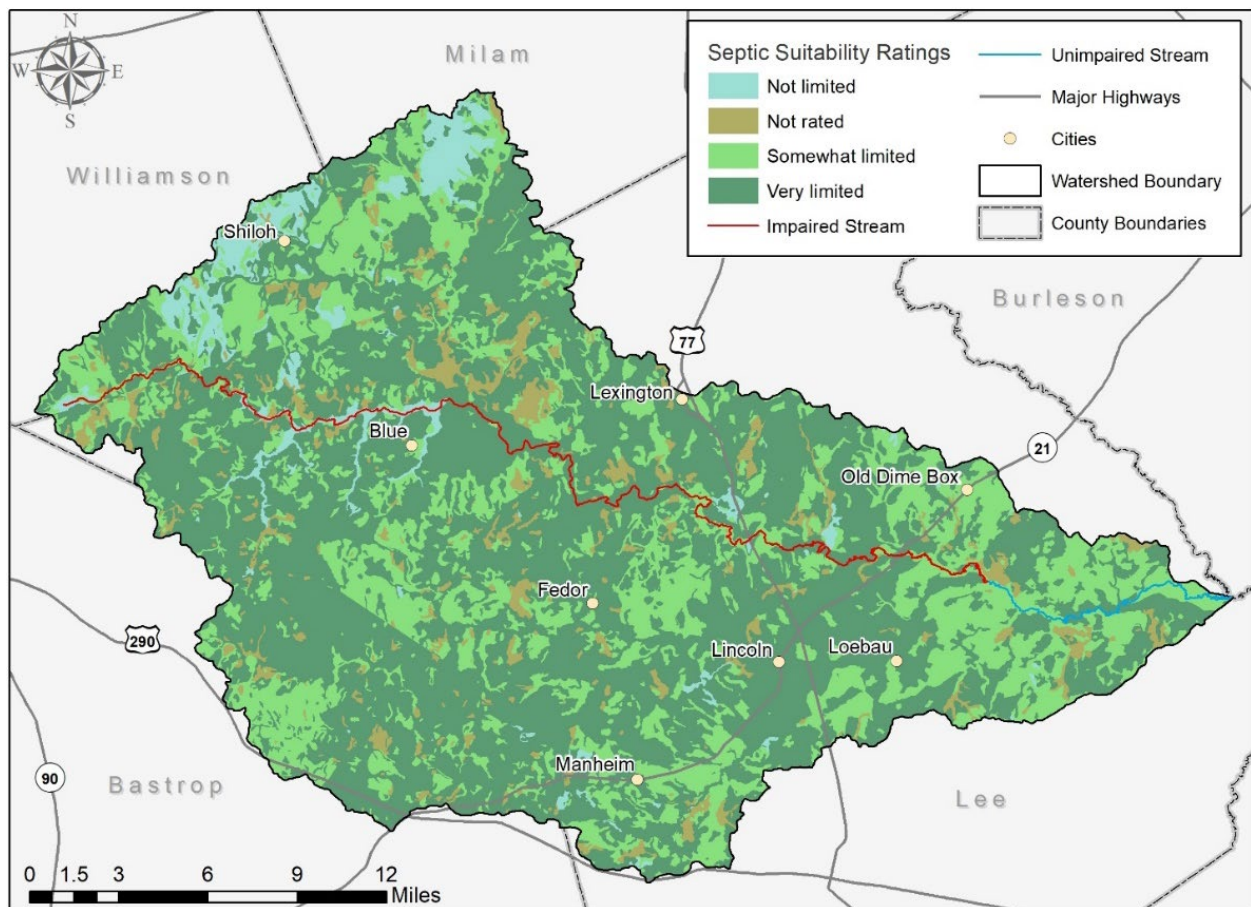 N
W E
S
Milam
Williamson
Burleson
Bastrop
Lee
Septic Suitability Ratings
Not limited
Not rated
Somewhat limited
Very limited
Impaired Stream
Unimpaired Stream
Major Highways
Cities
Watershed Boundary
County Boundaries
Shiloh
77
Lexington
Blue
21
Old Dime Box
Fedor
290
Lincoln
Loebau
Manheim
90
0 1.5 3 6 9 12
Miles